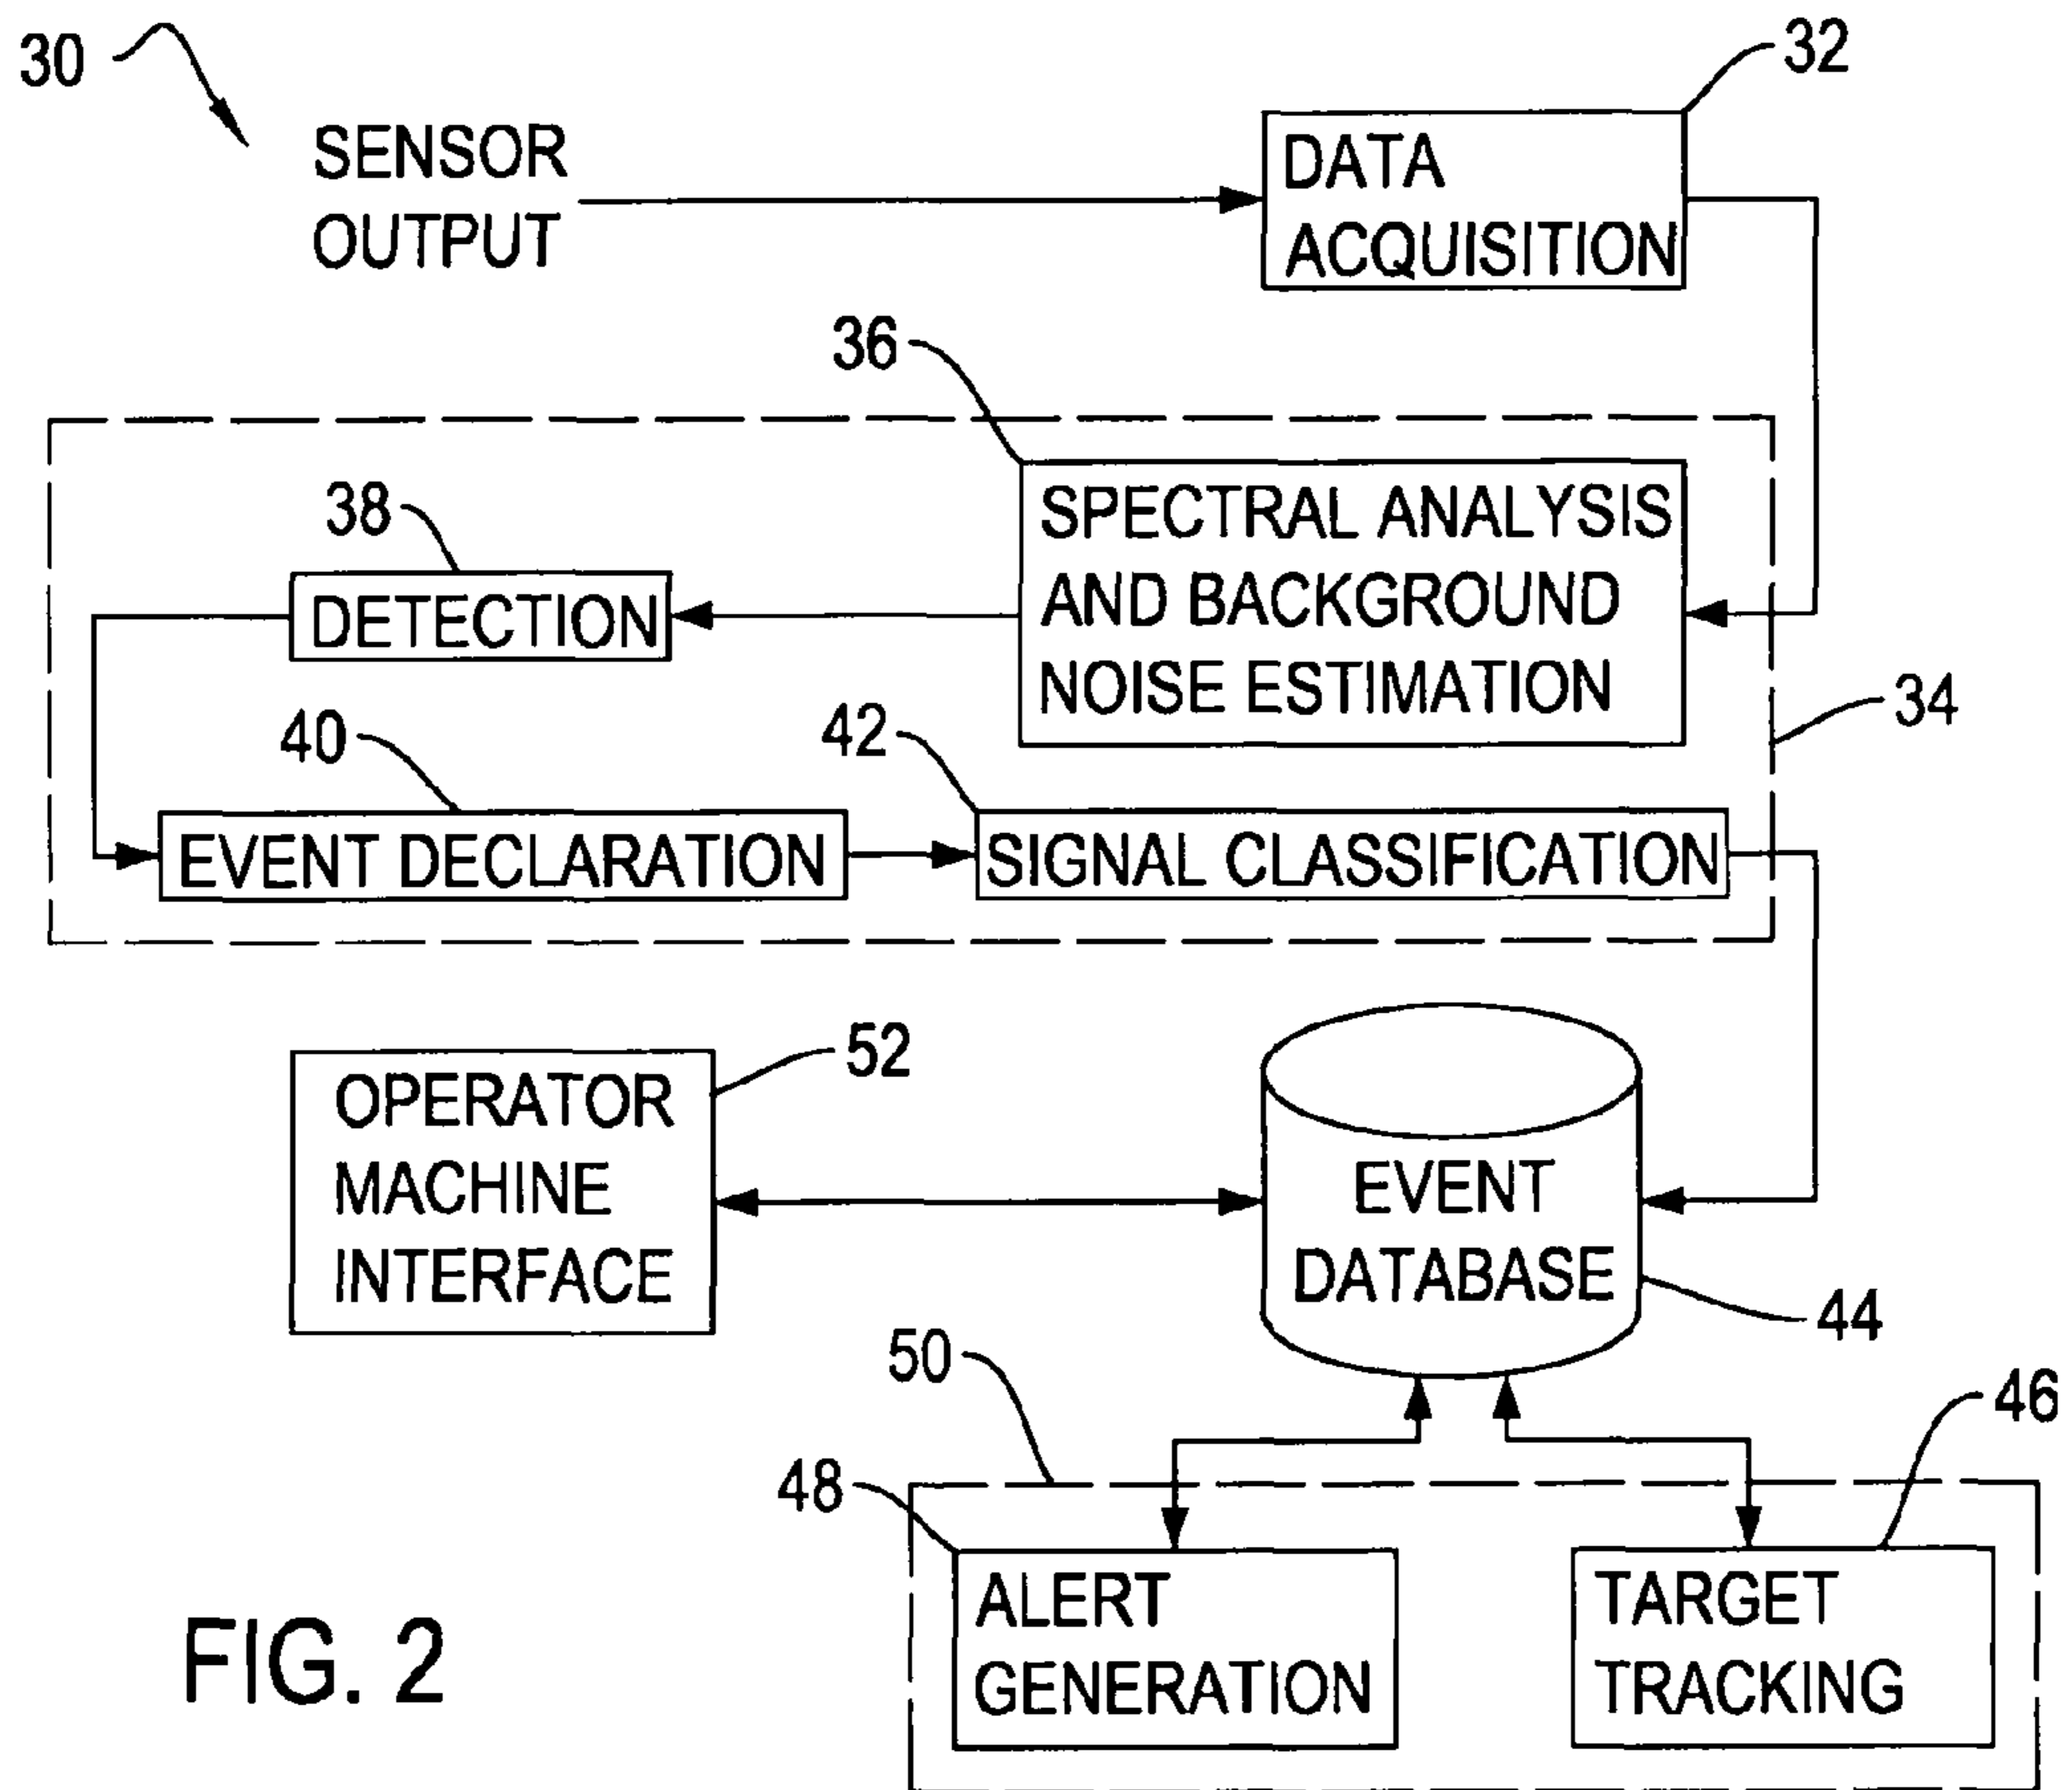 30
32
SENSOR
OUTPUT
DATA
ACQUISITION
36
38
SPECTRAL ANALYSIS
AND BACKGROUND
NOISE ESTIMATION
DETECTION
34
40
42
EVENT DECLARATION
SIGNAL CLASSIFICATION
52
OPERATOR
MACHINE
INTERFACE
EVENT
DATABASE
44
50
46
48
ALERT
GENERATION
TARGET
TRACKING
FIG. 2